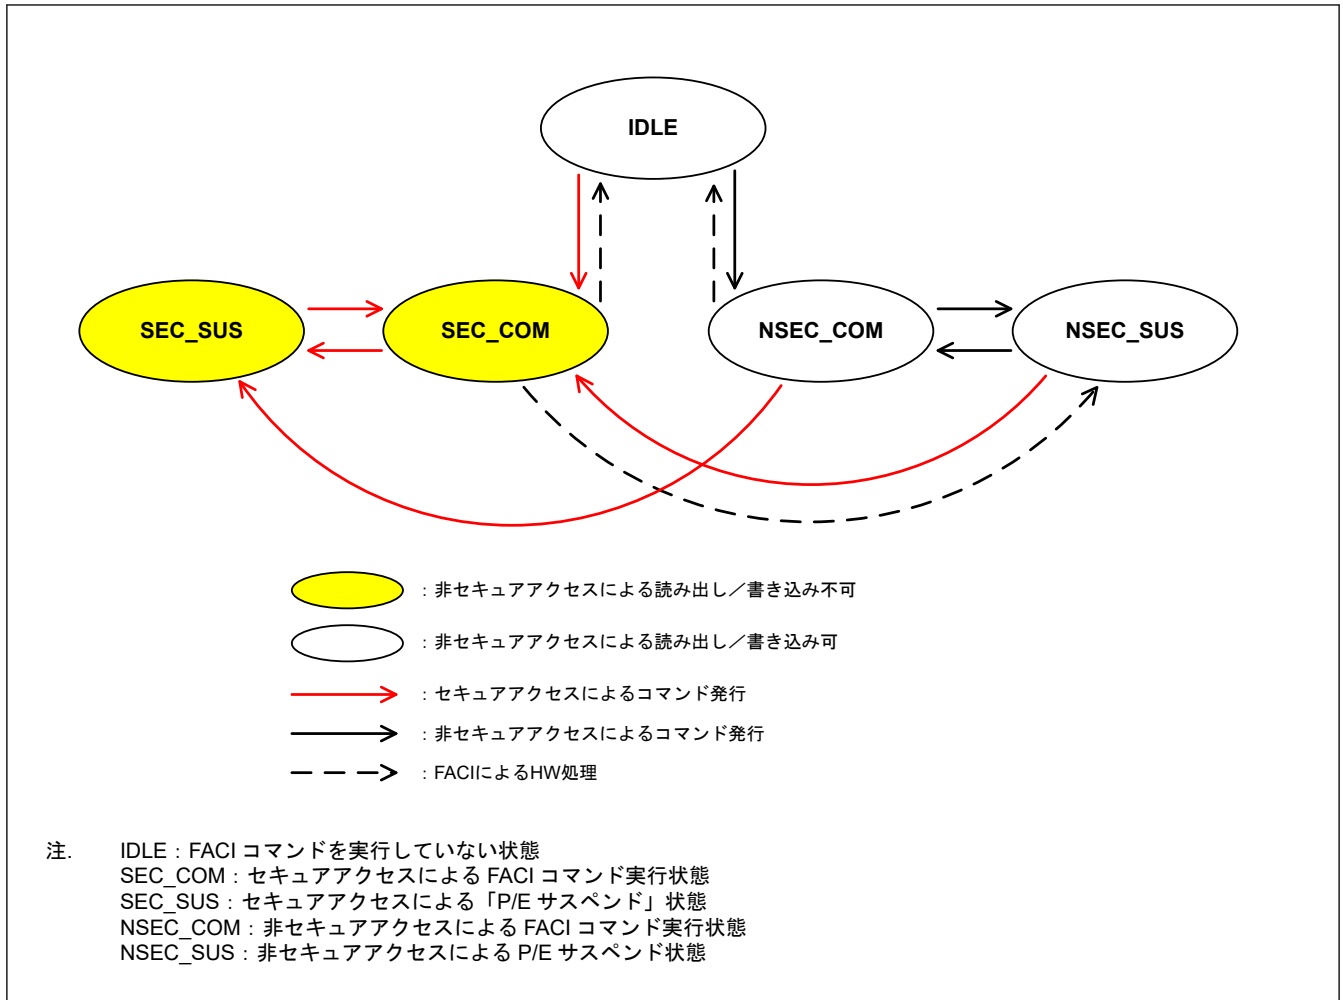 IDLE
SEC_SUS
SEC_COM
NSEC_COM
NSEC_SUS
：非セキュアアクセスによる読み出し／書き込み不可
：非セキュアアクセスによる読み出し／書き込み可
：セキュアアクセスによるコマンド発行
：非セキュアアクセスによるコマンド発行
：FACIによるHW処理
注. IDLE：FACI コマンドを実行していない状態
SEC_COM：セキュアアクセスによる FACI コマンド実行状態
SEC_SUS：セキュアアクセスによる「P/E サスペンド」状態
NSEC_COM：非セキュアアクセスによる FACI コマンド実行状態
NSEC_SUS：非セキュアアクセスによる P/E サスペンド状態